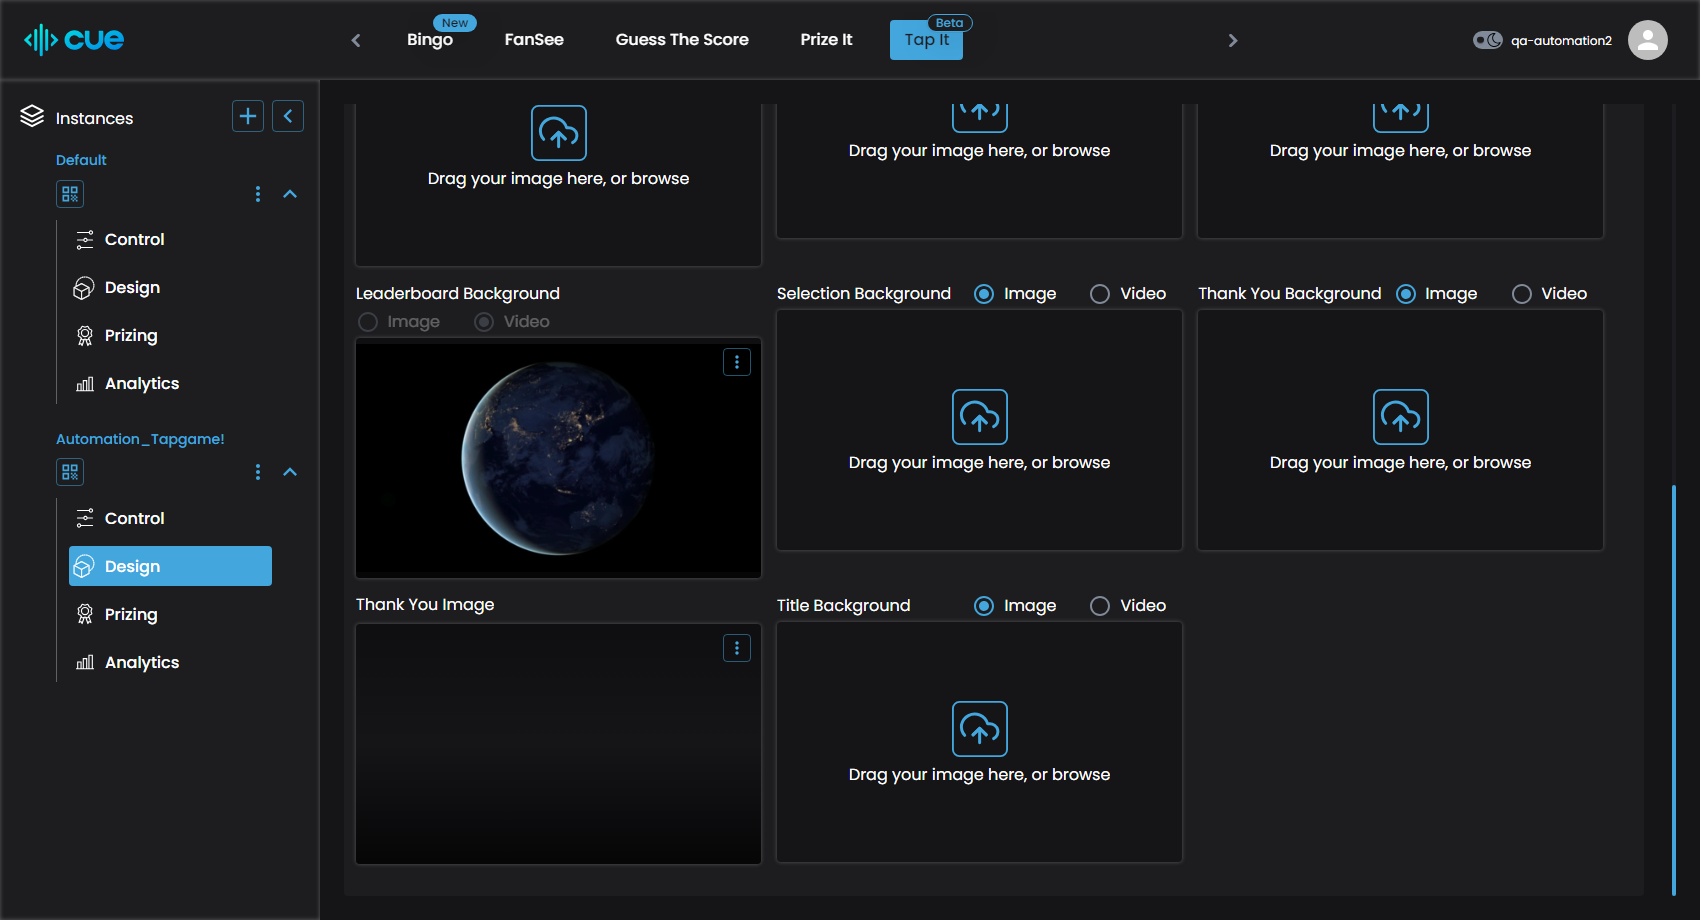 cue
New
Bingo
FanSee
Guess The Score
Prize It
Beta
Tap It
qa-automation2
Instances
Default
Control
Design
Prizing
Analytics
Automation_Tapgame!
Control
Design
Prizing
Analytics
Drag your image here, or browse
Drag your image here, or browse
Drag your image here, or browse
Leaderboard Background
Image Video
Selection Background Image Video
Drag your image here, or browse
Thank You Background Image Video
Drag your image here, or browse
Thank You Image
Title Background Image Video
Drag your image here, or browse